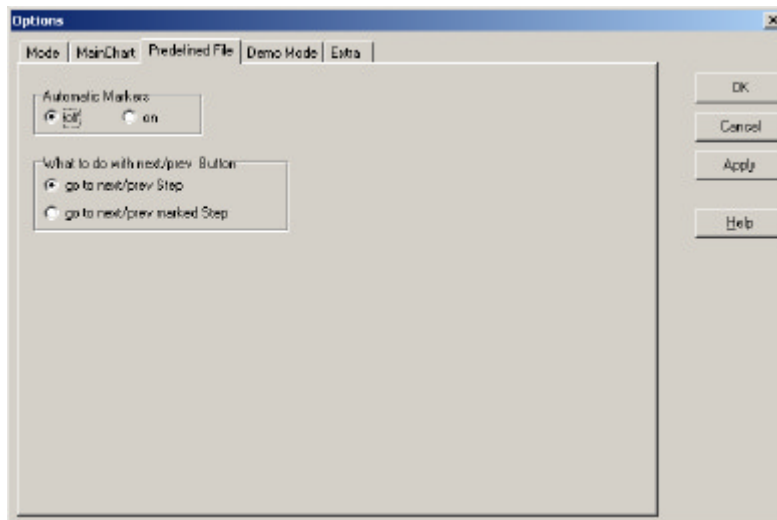 Options
Mode MainChart Predefined File Demo Mode Extra
Automatic Markers
off on
What to do with next/prev Button
go to next/prev Step
go to next/prev marked Step
OK
Cancel
Apply
Help